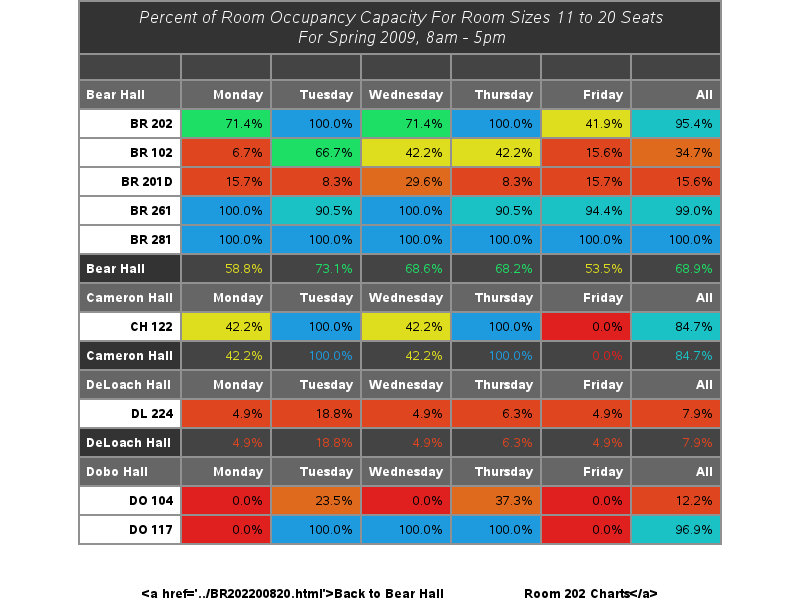 Percent of Room Occupancy Capacity For Room Sizes 11 to 20 Seats
For Spring 2009, 8am - 5pm
Bear Hall Monday Tuesday Wednesday Thursday Friday All
BR 202 71.4% 100.0% 71.4% 100.0% 41.9% 95.4%
BR 102 6.7% 66.7% 42.2% 42.2% 15.6% 34.7%
BR 201D 15.7% 8.3% 29.6% 8.3% 15.7% 15.6%
BR 261 100.0% 90.5% 100.0% 90.5% 94.4% 99.0%
BR 281 100.0% 100.0% 100.0% 100.0% 100.0% 100.0%
Bear Hall 58.8% 73.1% 68.6% 68.2% 53.5% 68.9%
Cameron Hall Monday Tuesday Wednesday Thursday Friday All
CH 122 42.2% 100.0% 42.2% 100.0% 0.0% 84.7%
Cameron Hall 42.2% 100.0% 42.2% 100.0% 0.0% 84.7%
DeLoach Hall Monday Tuesday Wednesday Thursday Friday All
DL 224 4.9% 18.8% 4.9% 6.3% 4.9% 7.9%
DeLoach Hall 4.9% 18.8% 4.9% 6.3% 4.9% 7.9%
Dobo Hall Monday Tuesday Wednesday Thursday Friday All
DO 104 0.0% 23.5% 0.0% 37.3% 0.0% 12.2%
DO 117 0.0% 100.0% 100.0% 100.0% 0.0% 96.9%
<a href='../BR202200820.html'>Back to Bear Hall Room 202 Charts</a>